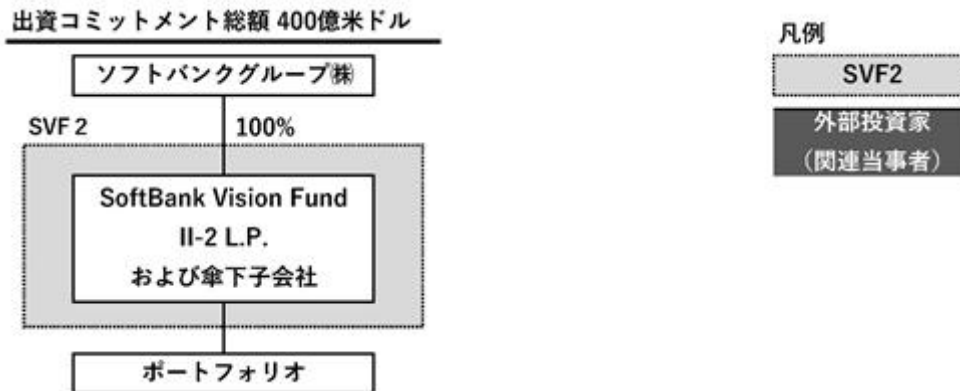 出資コミットメント総額 400億米ドル
ソフトバンクグループ㈱
SVF 2
100%
SoftBank Vision Fund
II-2 L.P.
および傘下子会社
ポートフォリオ
凡例
SVF2
外部投資家
（関連当事者）